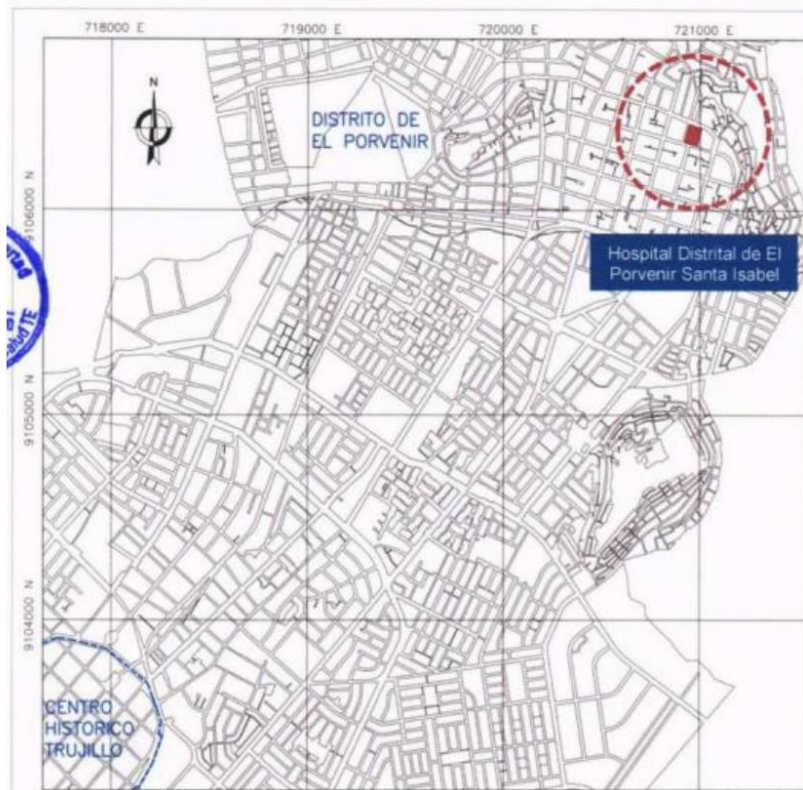 718000 E
719000 E
720000 E
721000 E
N
DISTRITO DE
EL PORVENIR
9106000 N
Hospital Distrital de El
Porvenir Santa Isabel
9105000 N
9104000 N
CENTRO
HISTORICO
TRUJILLO